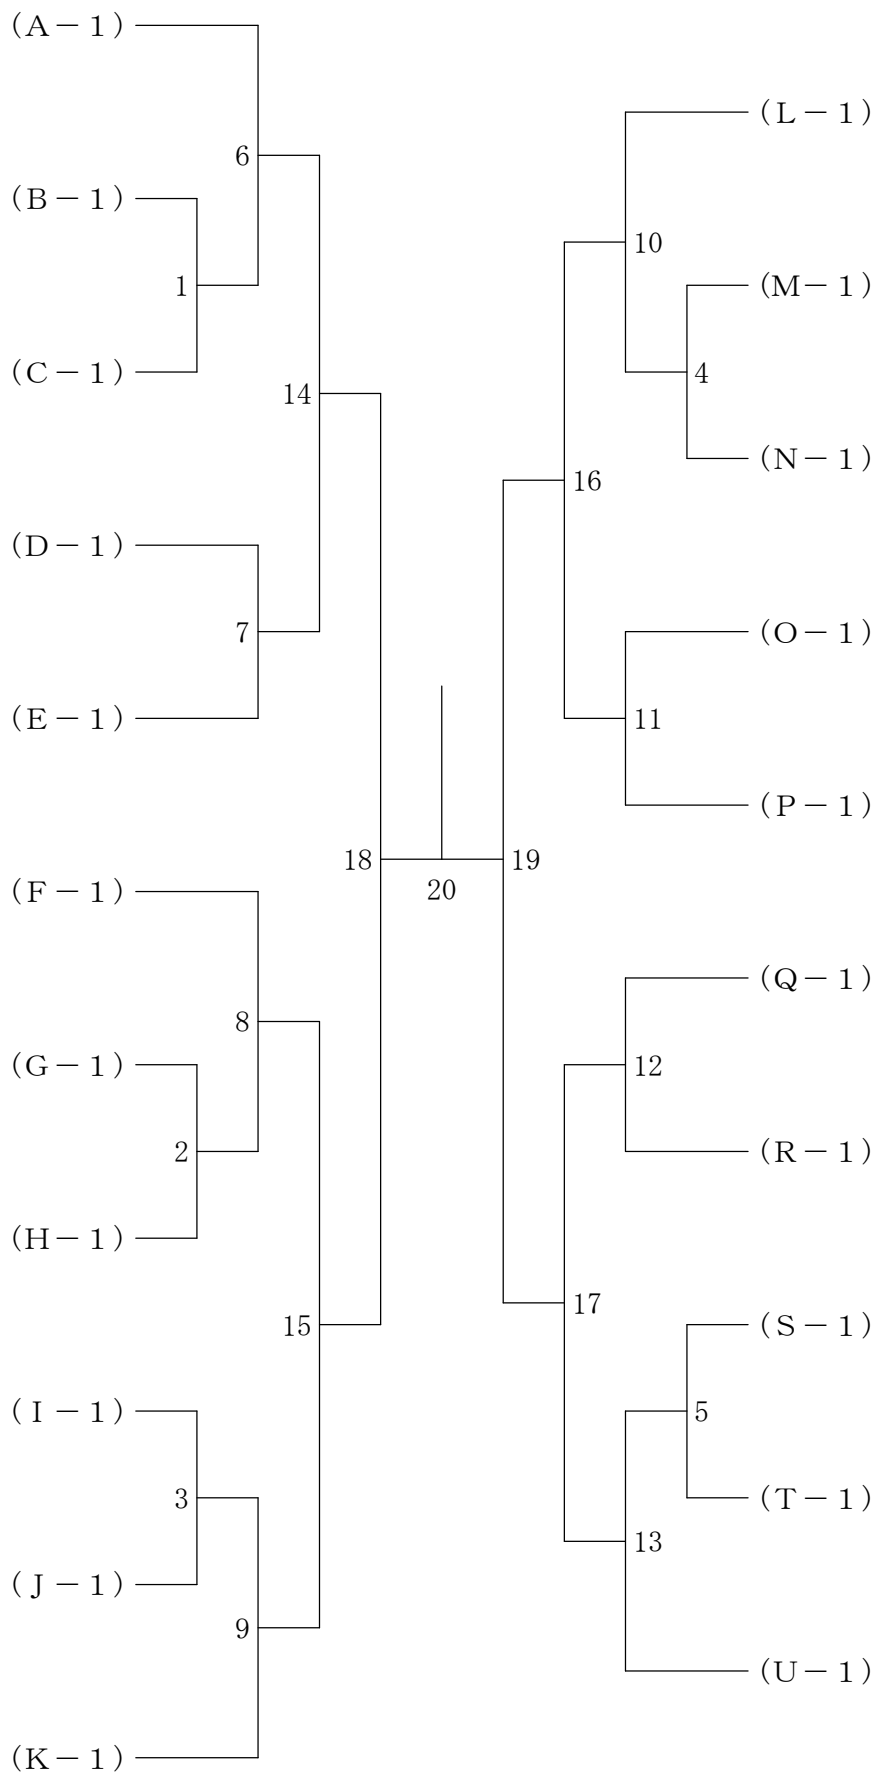 (A－1)
(L－1)
6
(B－1)
10
1
(M－1)
(C－1)
4
14
(N－1)
16
(D－1)
7
(O－1)
(E－1)
11
(P－1)
18
19
(F－1)
20
(Q－1)
8
(G－1)
12
2
(R－1)
(H－1)
17
15
(S－1)
(I－1)
5
3
(T－1)
13
(J－1)
9
(U－1)
(K－1)